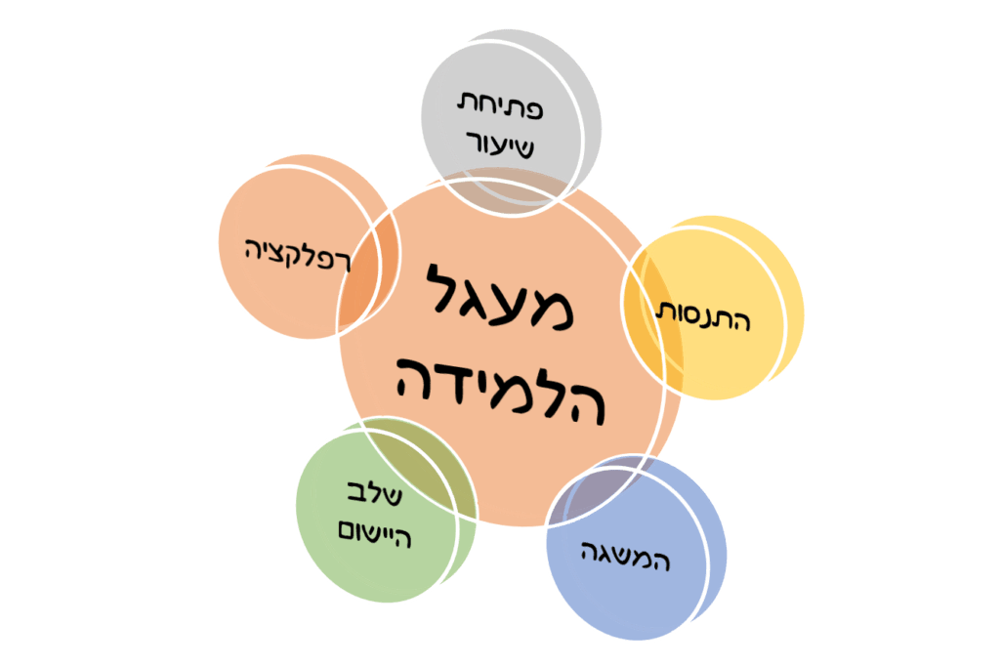 פתיחת
שיעור
התנסות
המשגה
שלב
היישום
רפלקציה
מעגל
הלמידה